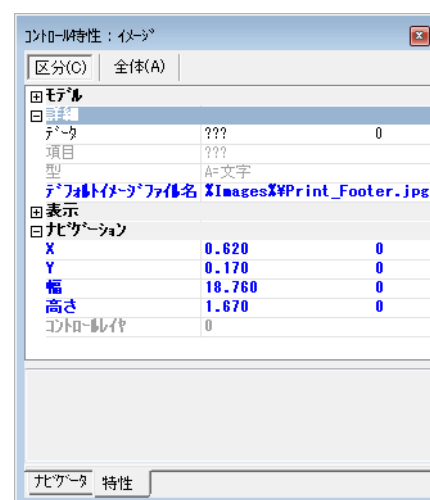 ｺﾝﾄﾛｰﾙ特性：ｲﾒｰｼﾞ
区分(C) 全体(A)
ﾓﾃﾞﾙ
詳細
ﾃﾞｰﾀ ??? 0
項目 ???
型 A=文字
ﾃﾞﾌｫﾙﾄｲﾒｰｼﾞﾌｧｲﾙ名 %Images%¥Print_Footer.jpg
表示
ﾅﾋﾞｹﾞｰｼｮﾝ
X 0.620 0
Y 0.170 0
幅 18.760 0
高さ 1.670 0
ｺﾝﾄﾛｰﾙﾚｲﾔ 0
ﾅﾋﾞｹﾞｰﾀ 特性